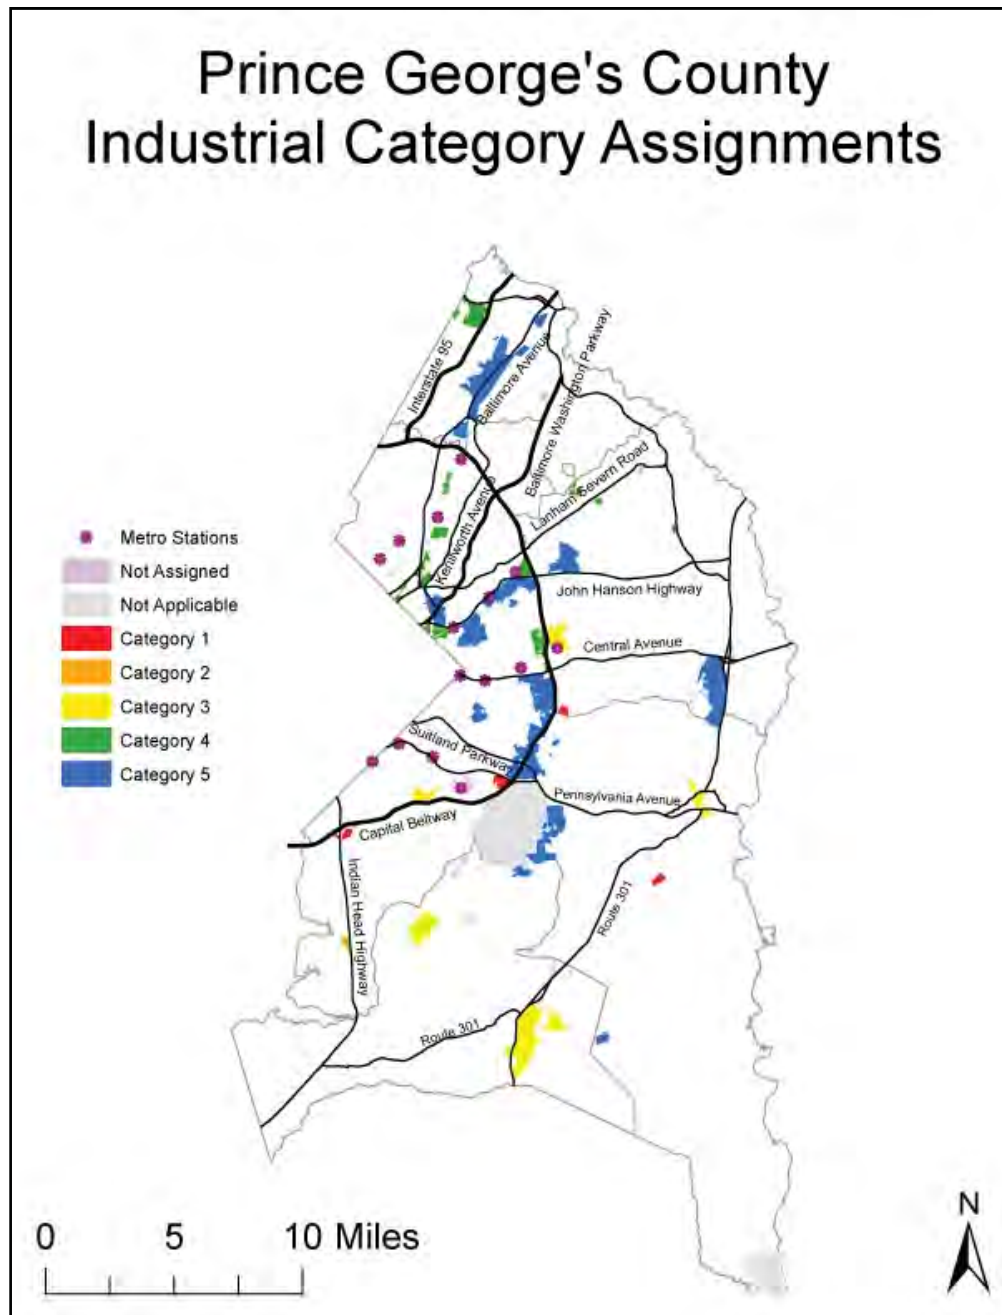 Prince George's County
Industrial Category Assignments
Interstate 95
Baltimore Avenue
Baltimore Washington Parkway
Kenilworth Avenue
Lanham Severn Road
John Hanson Highway
Central Avenue
Suitland Parkway
Pennsylvania Avenue
Capital Beltway
Indian Head Highway
Route 301
Route 301
Metro Stations
Not Assigned
Not Applicable
Category 1
Category 2
Category 3
Category 4
Category 5
0 5 10 Miles
N